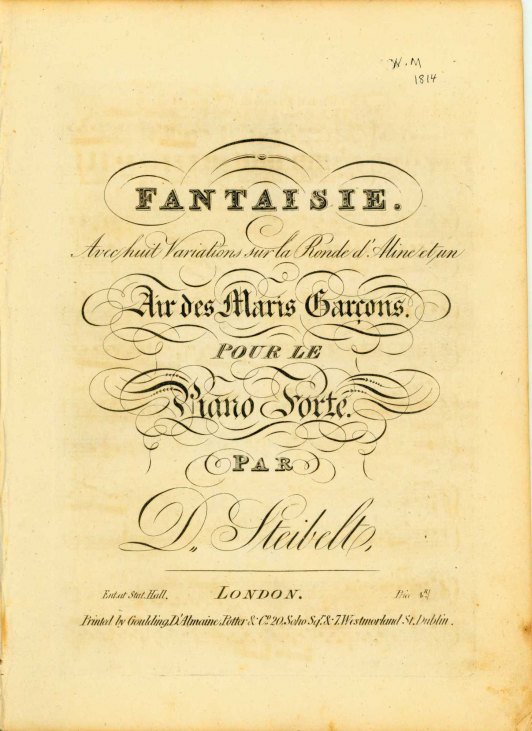 W. M
1814
FANTAISIE.
Avec huit Variations sur la Ronde d'Aline et un
Air des Maris Garçons.
POUR LE
Piano Forte.
PAR
D. Steibelt.
Ent. at Stat. Hall. LONDON. Price
Printed by Goulding, D'Almaine, Potter & Co. 20, Soho Sqr. & 7, Westmorland St. Dublin.